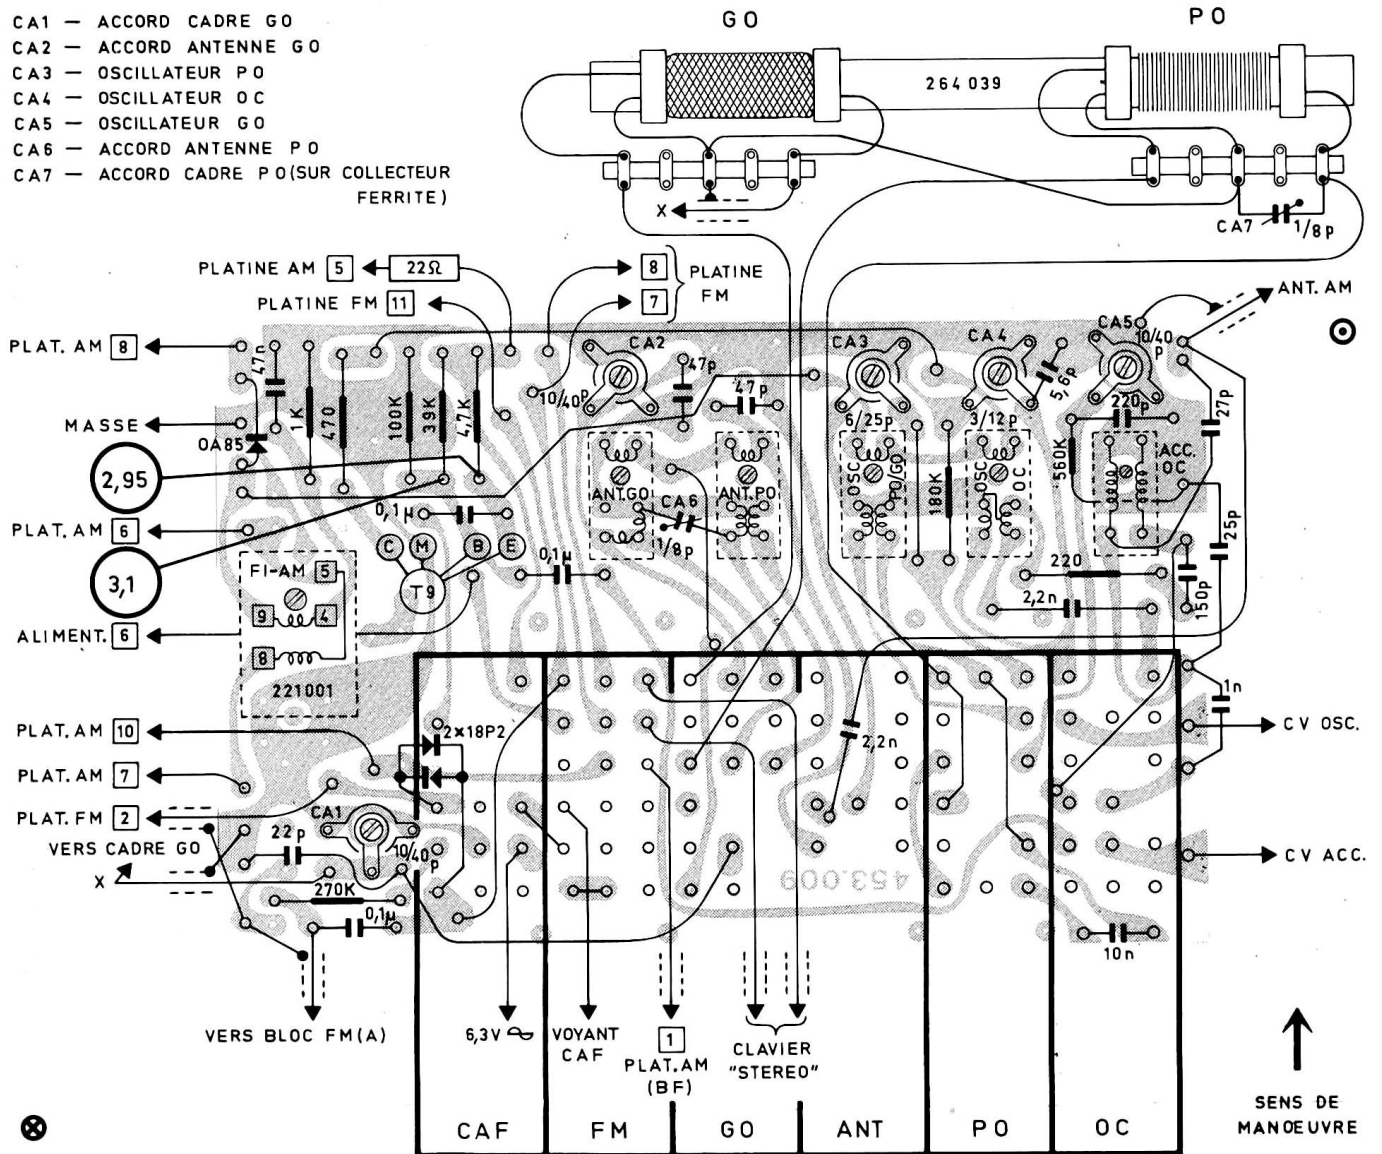 CA1 — ACCORD CADRE GO
CA2 — ACCORD ANTENNE GO
CA3 — OSCILLATEUR PO
CA4 — OSCILLATEUR OC
CA5 — OSCILLATEUR GO
CA6 — ACCORD ANTENNE PO
CA7 — ACCORD CADRE PO(SUR COLLECTEUR
FERRITE)
GO
PO
264 039
X
CA7
1/8p
PLATINE AM 5
22Ω
PLATINE FM 11
8
7
PLATINE
FM
ANT. AM
PLAT. AM 8
47n
1K
470
100K
3,9K
4,7K
10/40p
CA2
47p
47p
CA3
6/25p
CA4
3/12p
5,6p
CA5
10/40p
220p
27p
MASSE
OA85
2,95
ANT.GO
CA6
1/8p
ANT.PO
OSC
PO/GO
180K
OSC
OC
560K
ACC.
OC
25p
PLAT. AM 6
0,1µ
C
M
B
E
T9
3,1
FI-AM 5
9
4
8
221001
0,1µ
220
2,2n
150p
ALIMENT. 6
PLAT. AM 10
2×18P2
2,2n
1n
CV OSC.
PLAT. AM 7
PLAT. FM 2
CA1
10/40p
22p
VERS CADRE GO
X
270K
0,1µ
453.009
CV ACC.
10n
VERS BLOC FM(A)
6,3V
VOYANT
CAF
1
PLAT.AM
(BF)
CLAVIER
"STEREO"
SENS DE
MANŒUVRE
CAF
FM
GO
ANT
PO
OC